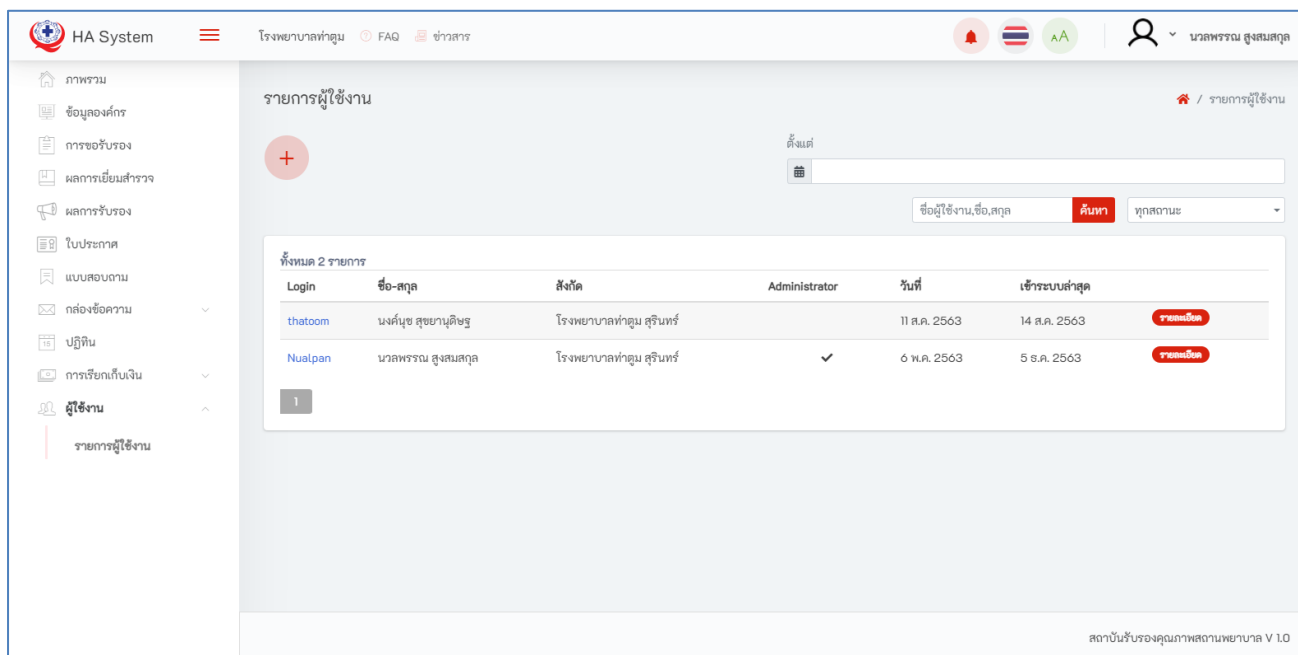 HA System
โรงพยาบาลท่าตูม FAQ ข่าวสาร
AA
นวลพรรณ สูงสมสกุล
ภาพรวม
ข้อมูลองค์กร
การขอรับรอง
ผลการเยี่ยมสำรวจ
ผลการรับรอง
ใบประกาศ
แบบสอบถาม
กล่องข้อความ
15 ปฏิทิน
การเรียกเก็บเงิน
ผู้ใช้งาน
รายการผู้ใช้งาน
รายการผู้ใช้งาน
/ รายการผู้ใช้งาน
ตั้งแต่
ชื่อผู้ใช้งาน,ชื่อ,สกุล ค้นหา ทุกสถานะ
ทั้งหมด 2 รายการ
Login ชื่อ-สกุล สังกัด Administrator วันที่ เข้าระบบล่าสุด
thatoom นงค์นุช สุขยานุดิษฐ โรงพยาบาลท่าตูม สุรินทร์ 11 ส.ค. 2563 14 ส.ค. 2563 รายละเอียด
Nualpan นวลพรรณ สูงสมสกุล โรงพยาบาลท่าตูม สุรินทร์ ✓ 6 พ.ค. 2563 5 ธ.ค. 2563 รายละเอียด
1
สถาบันรับรองคุณภาพสถานพยาบาล V 1.0